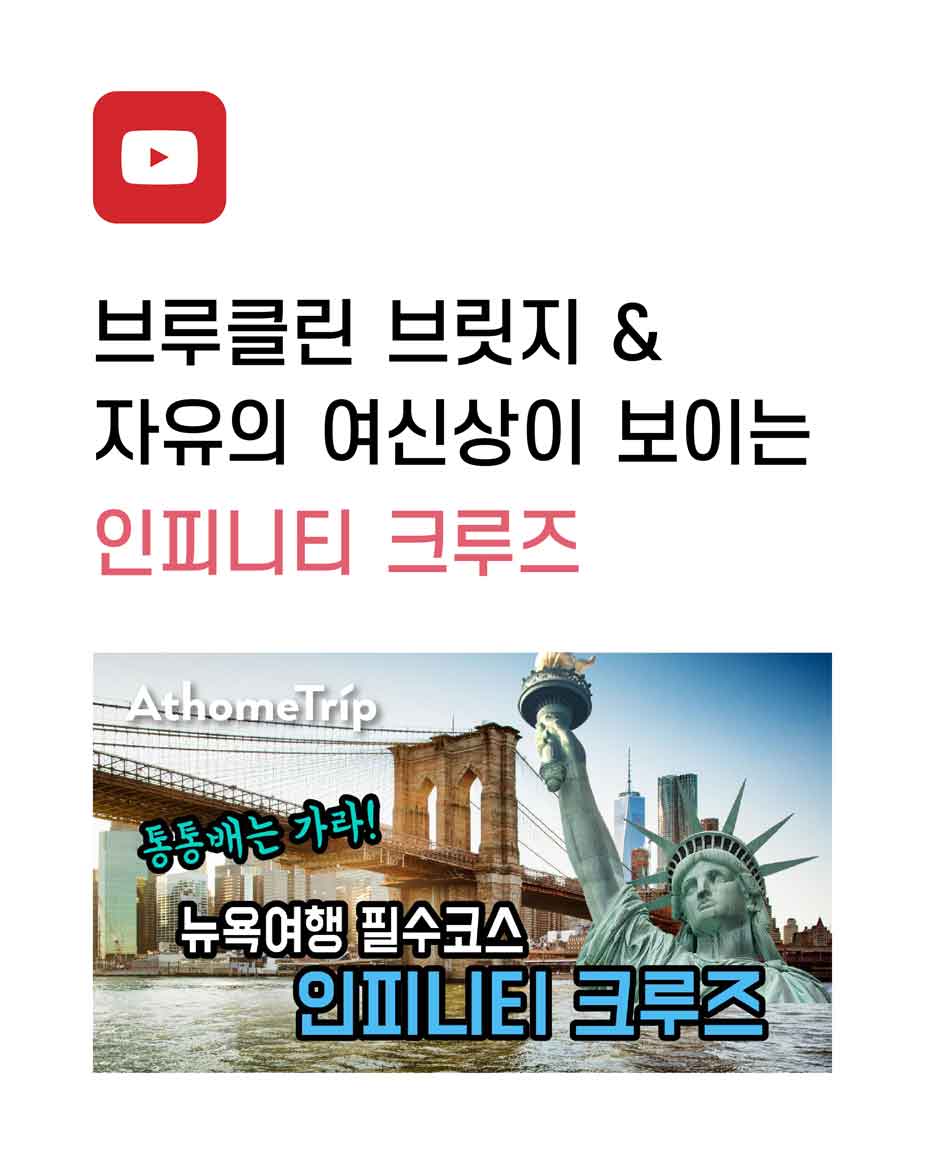 브루클린 브릿지 &
자유의 여신상이 보이는
인피니티 크루즈
AthomeTrip
통통배는 가라!
뉴욕여행 필수코스
인피니티 크루즈